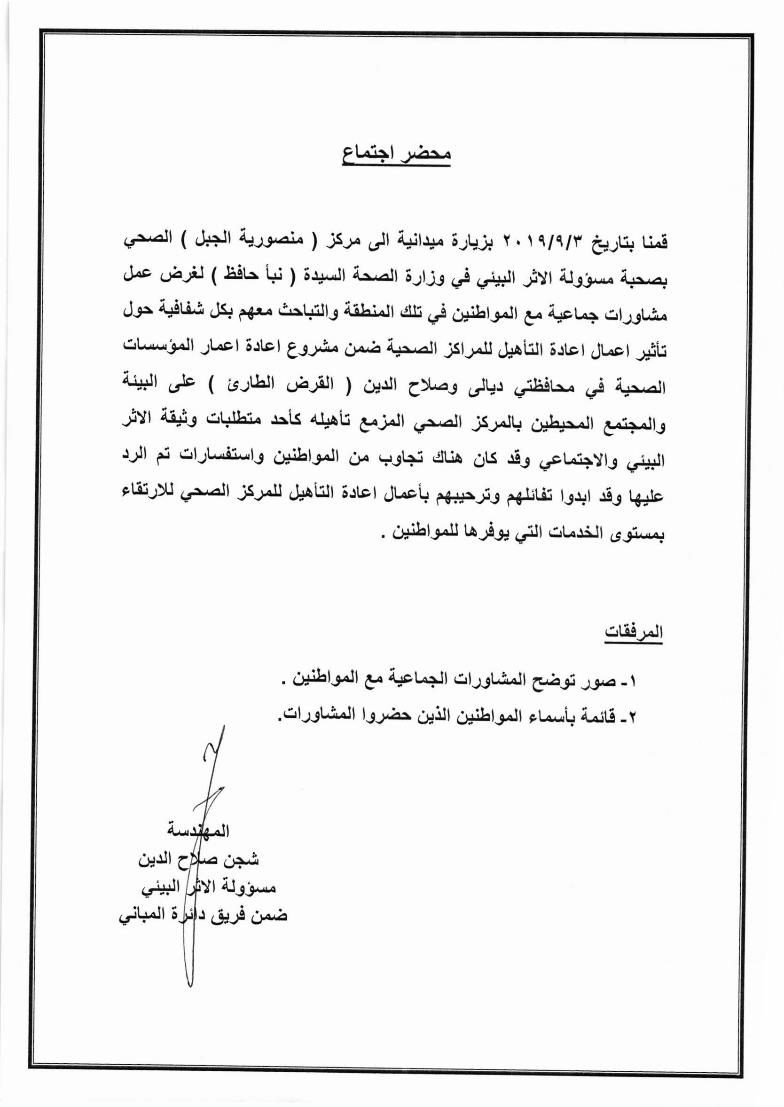 محضر اجتماع
قمنا بتاريخ ٢٠١٩/٩/٣ بزيارة ميدانية الى مركز ( منصورية الجبل ) الصحي
بصحبة مسؤولة الاثر البيئي في وزارة الصحة السيدة ( نبأ حافظ ) لغرض عمل
مشاورات جماعية مع المواطنين في تلك المنطقة والتباحث معهم بكل شفافية حول
تأثير اعمال اعادة التأهيل للمراكز الصحية ضمن مشروع اعادة اعمار المؤسسات
الصحية في محافظتي ديالى وصلاح الدين ( القرض الطارئ ) على البيئة
والمجتمع المحيطين بالمركز الصحي المزمع تأهيله كأحد متطلبات وثيقة الاثر
البيئي والاجتماعي وقد كان هناك تجاوب من المواطنين واستفسارات تم الرد
عليها وقد ابدوا تفائلهم وترحيبهم بأعمال اعادة التأهيل للمركز الصحي للارتقاء
بمستوى الخدمات التي يوفرها للمواطنين .
المرفقات
١- صور توضح المشاورات الجماعية مع المواطنين .
٢- قائمة بأسماء المواطنين الذين حضروا المشاورات.
المهندسة
شجن صلاح الدين
مسؤولة الاثر البيئي
ضمن فريق دائرة المباني